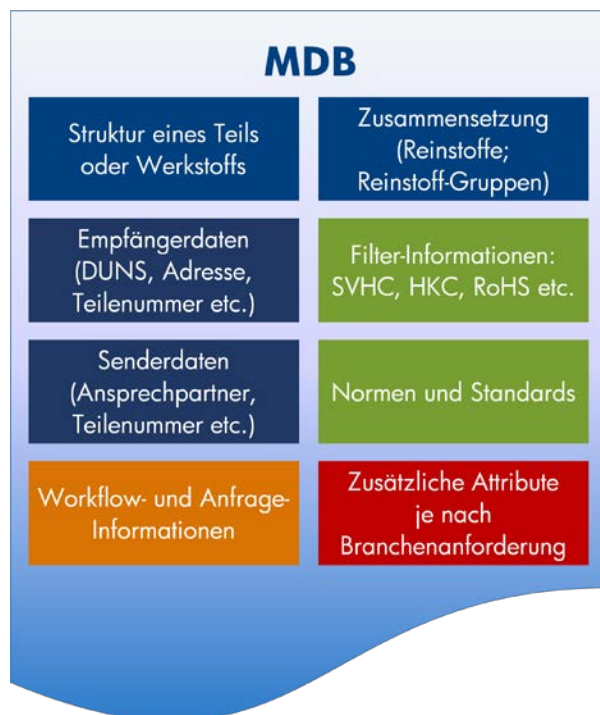 MDB
Struktur eines Teils
oder Werkstoffs
Zusammensetzung
(Reinstoffe;
Reinstoff-Gruppen)
Empfängerdaten
(DUNS, Adresse,
Teilenummer etc.)
Filter-Informationen:
SVHC, HKC, RoHS etc.
Senderdaten
(Ansprechpartner,
Teilenummer etc.)
Normen und Standards
Workflow- und Anfrage-
Informationen
Zusätzliche Attribute
je nach
Branchenanforderung